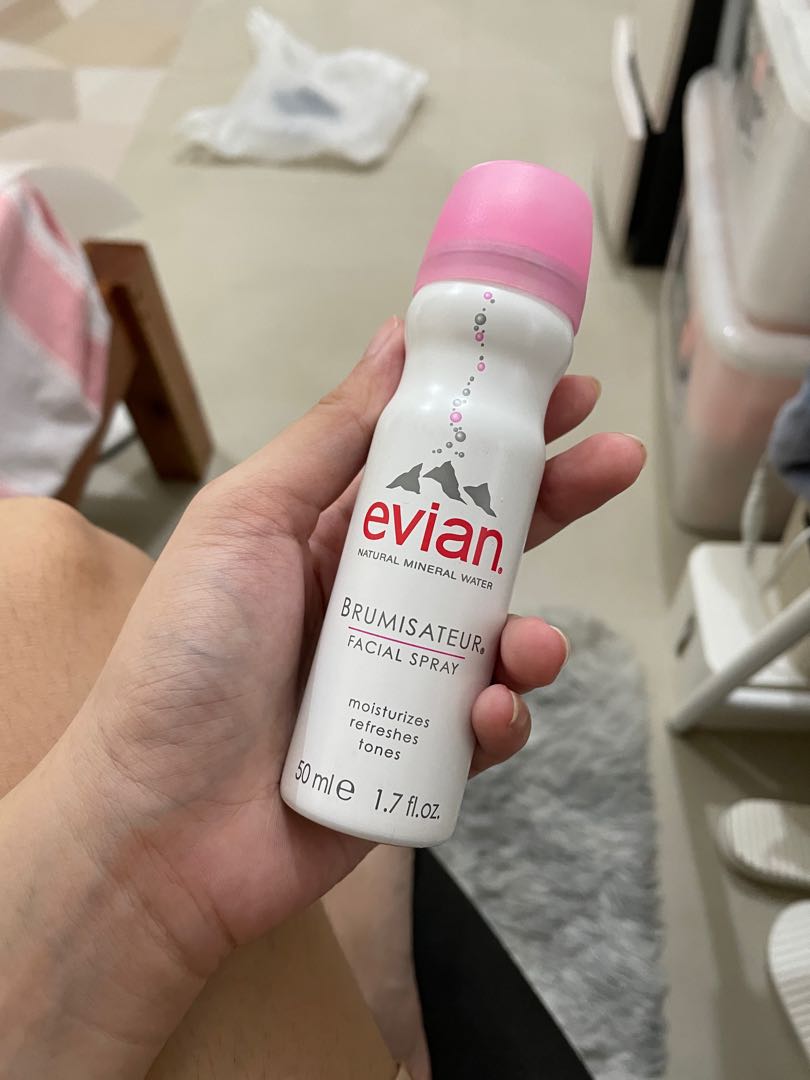 evian®
NATURAL MINERAL WATER
BRUMISATEUR®
FACIAL SPRAY
moisturizes
refreshes
tones
50 ml e 1.7 fl.oz.